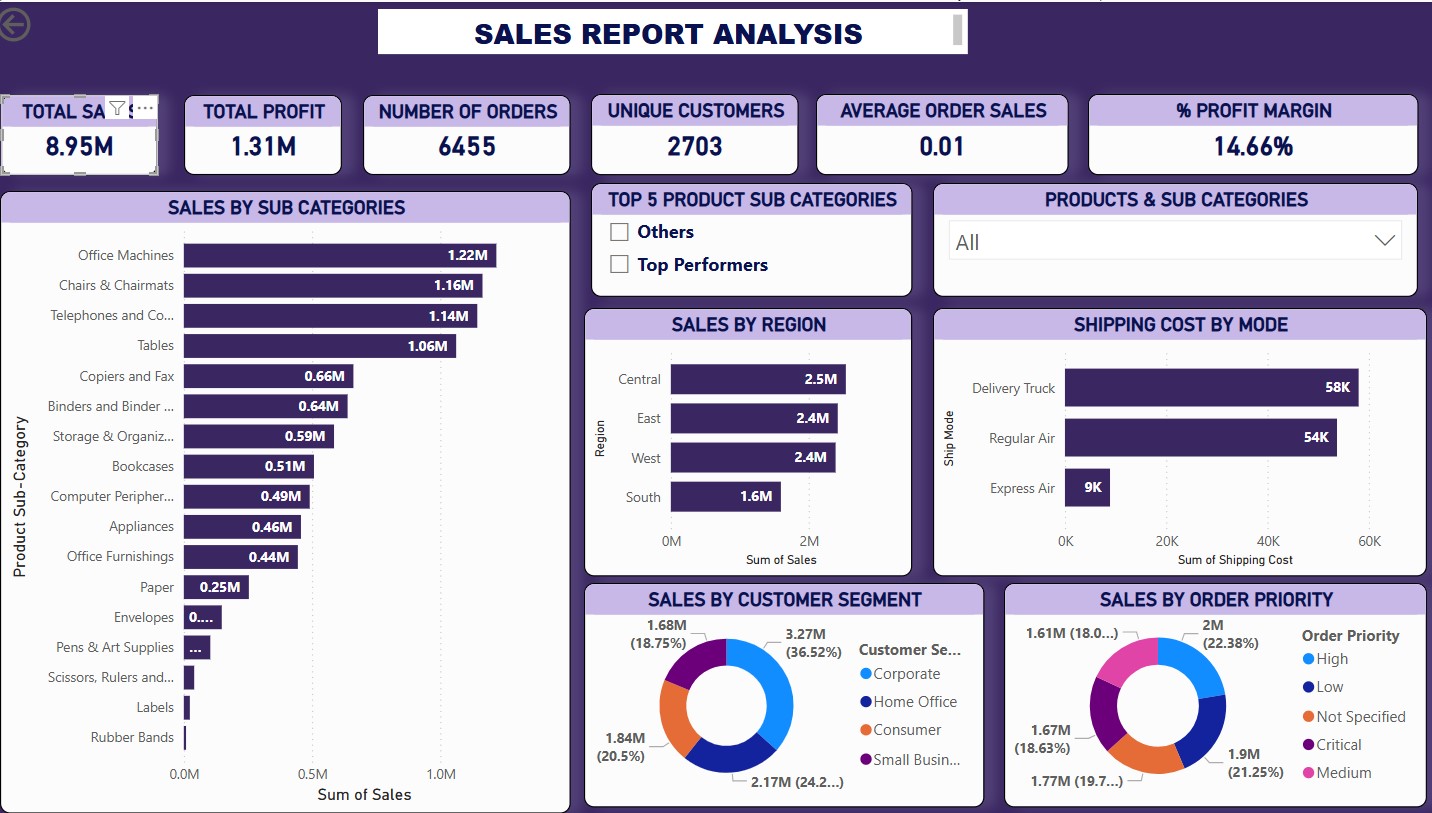 SALES REPORT ANALYSIS
TOTAL SA S
8.95M
TOTAL PROFIT
1.31M
NUMBER OF ORDERS
6455
UNIQUE CUSTOMERS
2703
AVERAGE ORDER SALES
0.01
% PROFIT MARGIN
14.66%
SALES BY SUB CATEGORIES
Product Sub-Category
Office Machines 1.22M
Chairs & Chairmats 1.16M
Telephones and Co... 1.14M
Tables 1.06M
Copiers and Fax 0.66M
Binders and Binder ... 0.64M
Storage & Organiz... 0.59M
Bookcases 0.51M
Computer Peripher... 0.49M
Appliances 0.46M
Office Furnishings 0.44M
Paper 0.25M
Envelopes 0....
Pens & Art Supplies ...
Scissors, Rulers and...
Labels
Rubber Bands
0.0M 0.5M 1.0M
Sum of Sales
TOP 5 PRODUCT SUB CATEGORIES
Others
Top Performers
PRODUCTS & SUB CATEGORIES
All
SALES BY REGION
Region
Central 2.5M
East 2.4M
West 2.4M
South 1.6M
0M 2M
Sum of Sales
SHIPPING COST BY MODE
Ship Mode
Delivery Truck 58K
Regular Air 54K
Express Air 9K
0K 20K 40K 60K
Sum of Shipping Cost
SALES BY CUSTOMER SEGMENT
1.68M
(18.75%)
3.27M
(36.52%)
1.84M
(20.5%)
2.17M (24.2...)
Customer Se...
Corporate
Home Office
Consumer
Small Busin...
SALES BY ORDER PRIORITY
1.61M (18.0...)
2M
(22.38%)
1.67M
(18.63%)
1.9M
(21.25%)
1.77M (19.7...)
Order Priority
High
Low
Not Specified
Critical
Medium